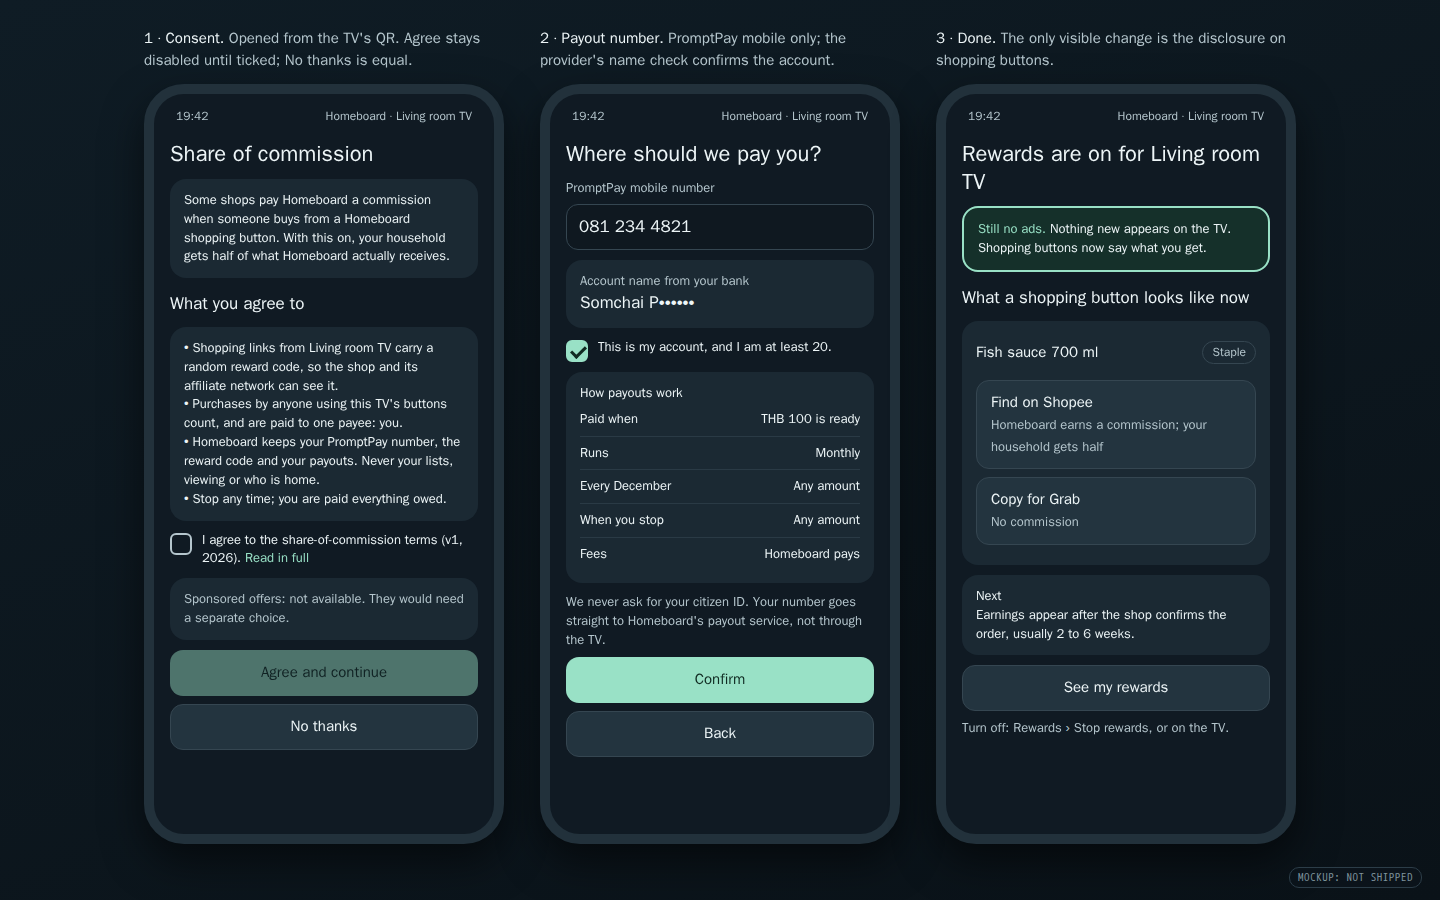 1 · Consent. Opened from the TV's QR. Agree stays
disabled until ticked; No thanks is equal.
19:42
Homeboard · Living room TV
Share of commission
Some shops pay Homeboard a commission
when someone buys from a Homeboard
shopping button. With this on, your household
gets half of what Homeboard actually receives.
What you agree to
• Shopping links from Living room TV carry a
random reward code, so the shop and its
affiliate network can see it.
• Purchases by anyone using this TV's buttons
count, and are paid to one payee: you.
• Homeboard keeps your PromptPay number, the
reward code and your payouts. Never your lists,
viewing or who is home.
• Stop any time; you are paid everything owed.
I agree to the share-of-commission terms (v1,
2026). Read in full
Sponsored offers: not available. They would need
a separate choice.
Agree and continue
No thanks
2 · Payout number. PromptPay mobile only; the
provider's name check confirms the account.
19:42
Homeboard · Living room TV
Where should we pay you?
PromptPay mobile number
081 234 4821
Account name from your bank
Somchai P••••••
This is my account, and I am at least 20.
How payouts work
Paid when THB 100 is ready
Runs Monthly
Every December Any amount
When you stop Any amount
Fees Homeboard pays
We never ask for your citizen ID. Your number goes
straight to Homeboard's payout service, not through
the TV.
Confirm
Back
3 · Done. The only visible change is the disclosure on
shopping buttons.
19:42
Homeboard · Living room TV
Rewards are on for Living room
TV
Still no ads. Nothing new appears on the TV.
Shopping buttons now say what you get.
What a shopping button looks like now
Fish sauce 700 ml
Staple
Find on Shopee
Homeboard earns a commission; your
household gets half
Copy for Grab
No commission
Next
Earnings appear after the shop confirms the
order, usually 2 to 6 weeks.
See my rewards
Turn off: Rewards › Stop rewards, or on the TV.
MOCKUP: NOT SHIPPED